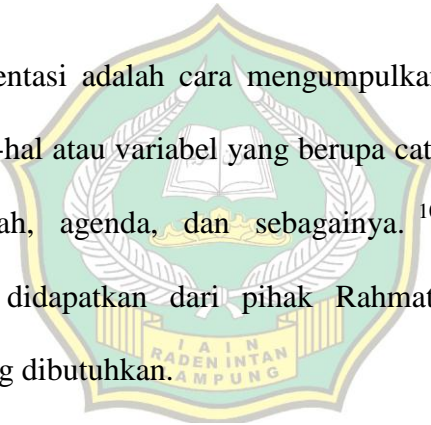 entasi adalah cara mengumpulkan
-hal atau variabel yang berupa cat
ah, agenda, dan sebagainya. 10
didapatkan dari pihak Rahmat
I A I N
RADEN INTAN
LAMPUNG
g dibutuhkan.